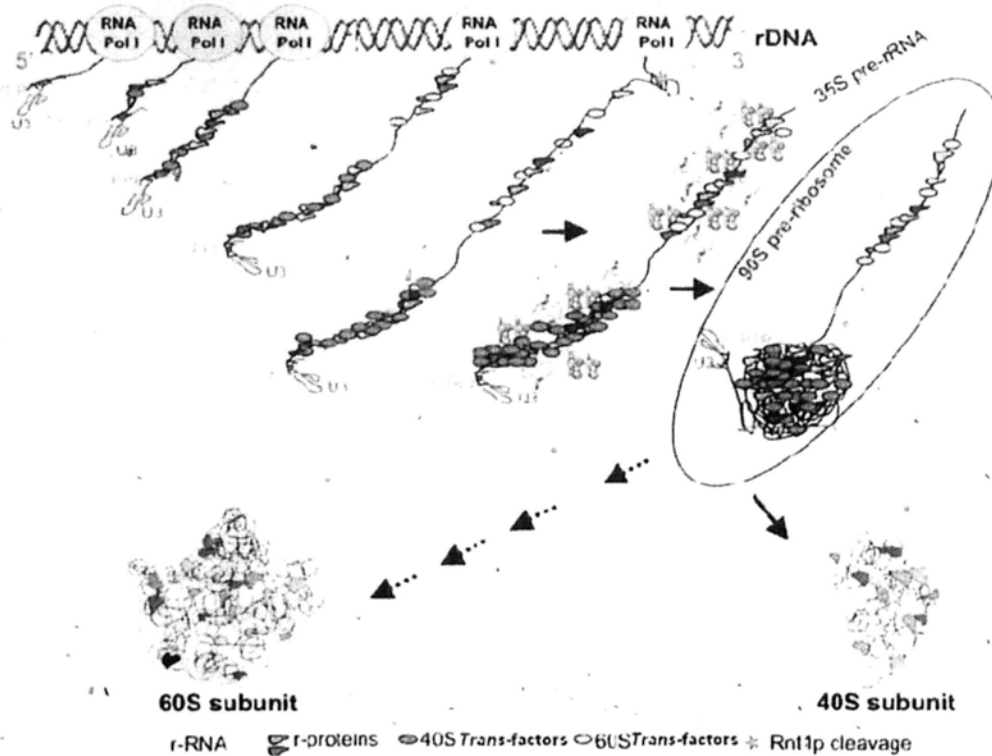 RNA Pol I
RNA Pol I
RNA Pol I
RNA Pol I
RNA Pol I
rDNA
5'
3
U3
U3
U3
U3
U3
35S pre-rRNA
90S pre-ribosome
U3
60S subunit
40S subunit
r-RNA r-proteins 40S Trans-factors 60S Trans-factors Rnt1p cleavage